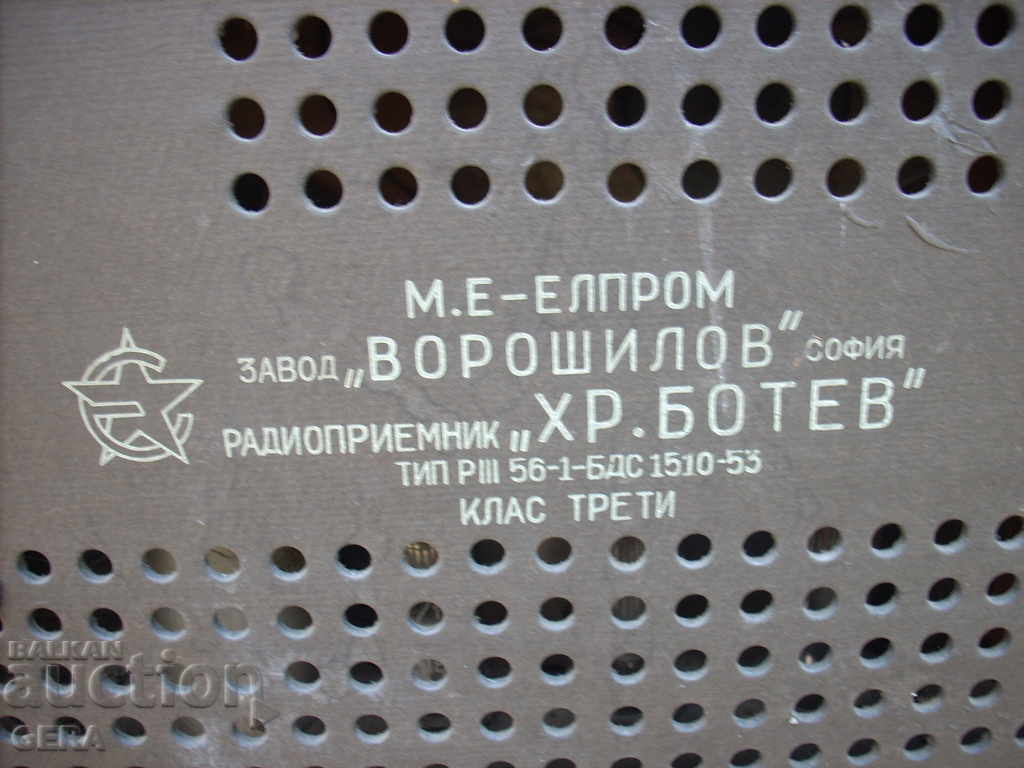 М.Е-ЕЛПРОМ
ЗАВОД „ВОРОШИЛОВ" СОФИЯ
РАДИОПРИЕМНИК „ХР.БОТЕВ"
ТИП РIII 56-1-БДС 1510-53
КЛАС ТРЕТИ
BALKAN
auction
GERA